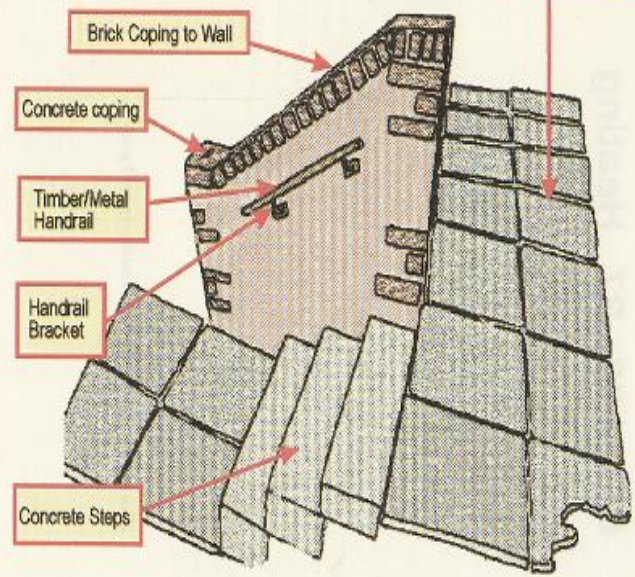 Brick Coping to Wall
Concrete coping
Timber/Metal
Handrail
Handrail
Bracket
Concrete Steps